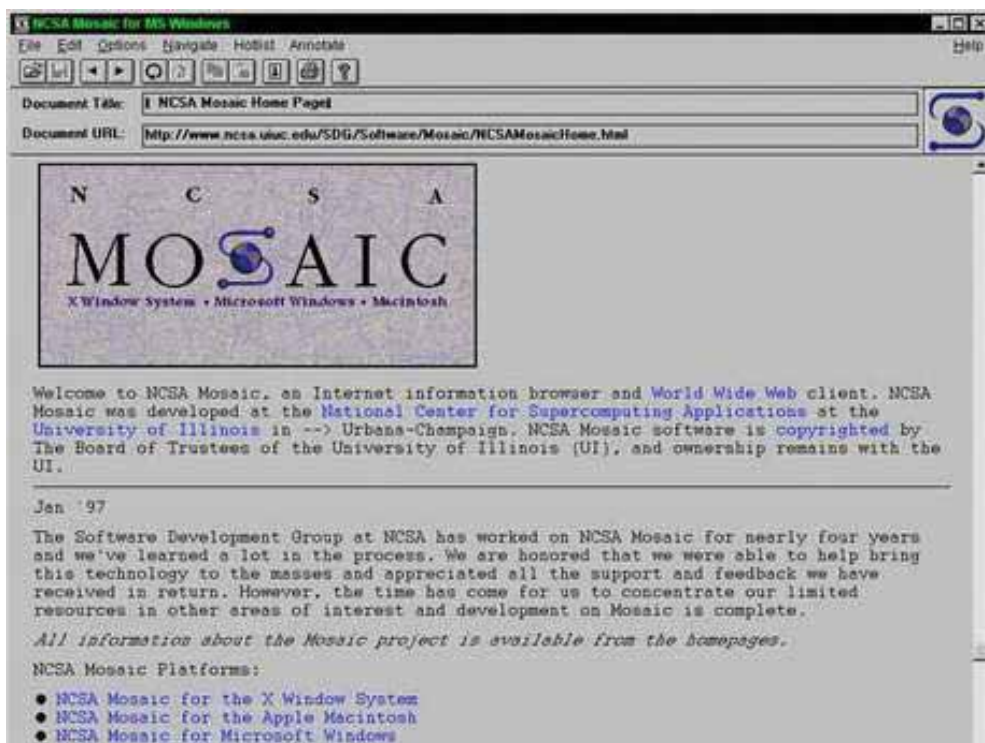 NCSA Mosaic for MS Windows
File Edit Options Navigate Hotlist Annotate Help
Document Title: NCSA Mosaic Home Page
Document URL: http://www.ncsa.uiuc.edu/SDG/Software/Mosaic/NCSAMosaicHome.html
N C S A
MOSAIC
X Window System • Microsoft Windows • Macintosh
Welcome to NCSA Mosaic, an Internet information browser and World Wide Web client. NCSA
Mosaic was developed at the National Center for Supercomputing Applications at the
University of Illinois in --> Urbana-Champaign. NCSA Mosaic software is copyrighted by
The Board of Trustees of the University of Illinois (UI), and ownership remains with the
UI.
Jan '97
The Software Development Group at NCSA has worked on NCSA Mosaic for nearly four years
and we've learned a lot in the process. We are honored that we were able to help bring
this technology to the masses and appreciated all the support and feedback we have
received in return. However, the time has come for us to concentrate our limited
resources in other areas of interest and development on Mosaic is complete.
All information about the Mosaic project is available from the homepages.
NCSA Mosaic Platforms:
● NCSA Mosaic for the X Window System
● NCSA Mosaic for the Apple Macintosh
● NCSA Mosaic for Microsoft Windows